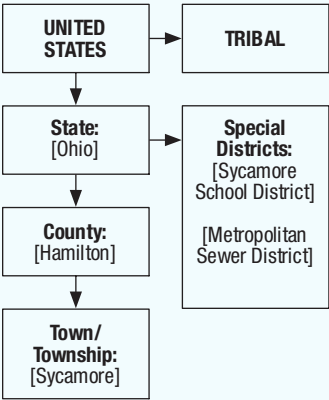 UNITED
STATES
TRIBAL
State:
[Ohio]
Special
Districts:
[Sycamore
School District]
[Metropolitan
Sewer District]
County:
[Hamilton]
Town/
Township:
[Sycamore]